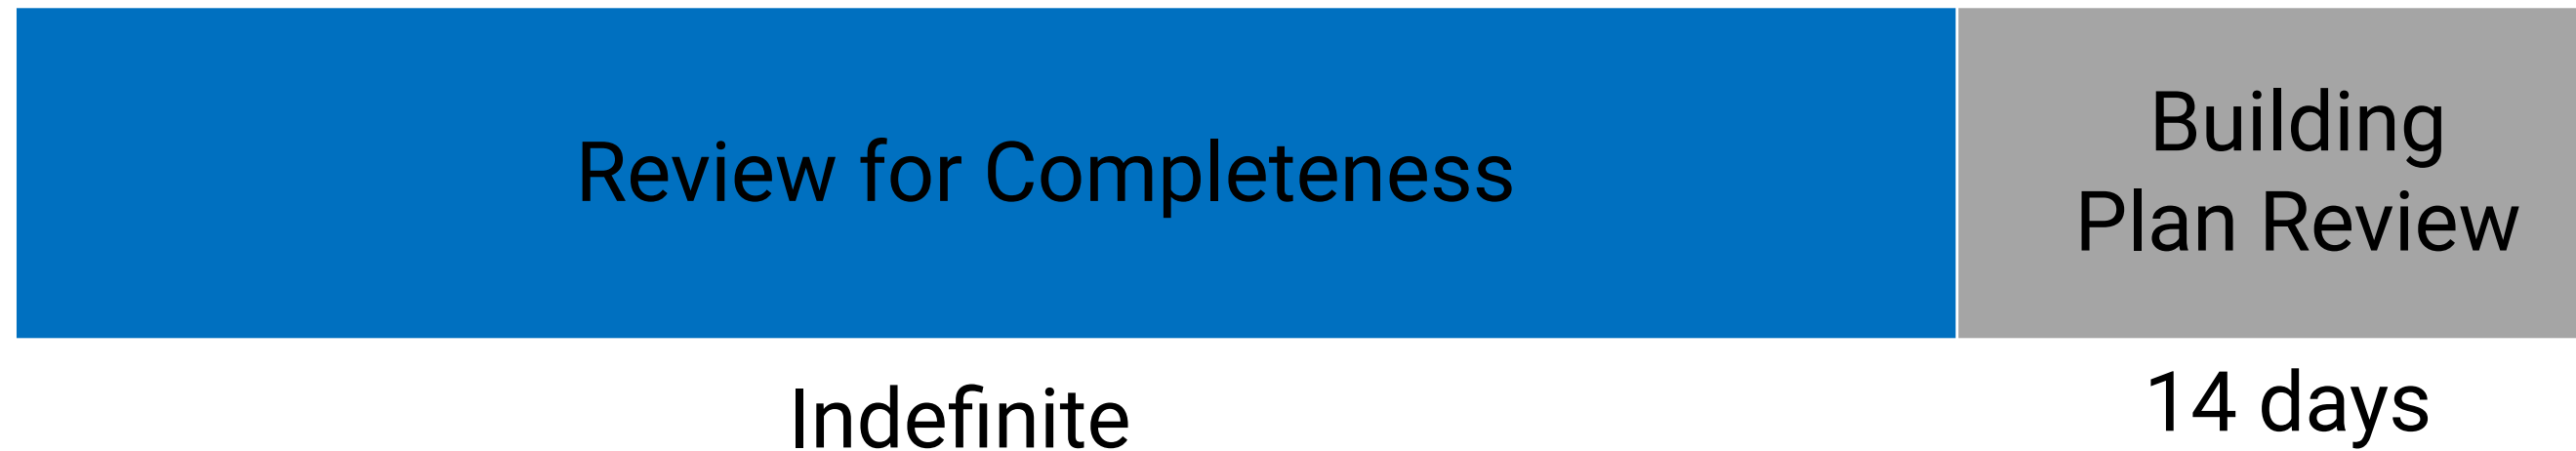 Review for Completeness
Building
Plan Review
Indefinite
14 days